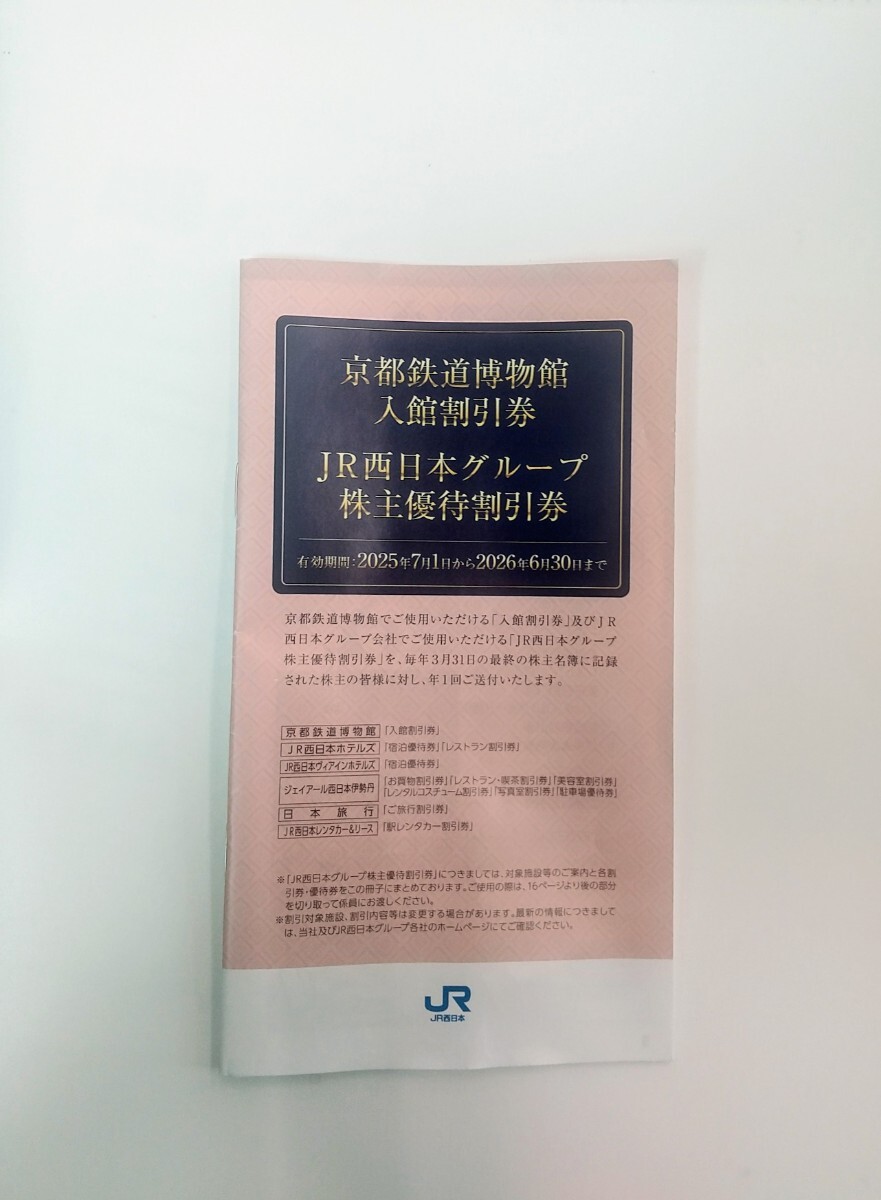 京都鉄道博物館
入館割引券
JR西日本グループ
株主優待割引券
有効期間:2025年7月1日から2026年6月30日まで
京都鉄道博物館でご使用いただける「入館割引券」及びJR
西日本グループ会社でご使用いただける「JR西日本グループ
株主優待割引券」を、毎年3月31日の最終の株主名簿に記録
された株主の皆様に対し、年1回ご送付いたします。
京都鉄道博物館「入館割引券」
JR西日本ホテルズ「宿泊優待券」「レストラン割引券」
JR西日本ヴィアインホテルズ「宿泊優待券」
ジェイアール西日本伊勢丹「お買物割引券」「レストラン・喫茶割引券」「美容室割引券」
「レンタルコスチューム割引券」「写真室割引券」「駐車場優待券」
日本旅行「ご旅行割引券」
JR西日本レンタカー&リース「駅レンタカー割引券」
※「JR西日本グループ株主優待割引券」につきましては、対象施設等のご案内と各割
引券・優待券をこの冊子にまとめております。ご使用の際は、16ページより後の部分
を切り取って係員にお渡しください。
※割引対象施設、割引内容等は変更する場合があります。最新の情報につきまして
は、当社及びJR西日本グループ各社のホームページにてご確認ください。
JR
JR西日本